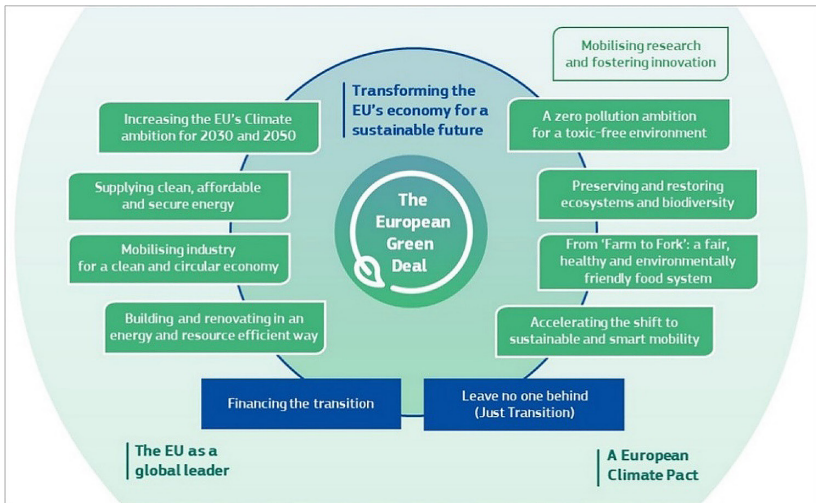 Mobilising research
and fostering innovation
Transforming the
EU's economy for a
sustainable future
Increasing the EU's Climate
ambition for 2030 and 2050
A zero pollution ambition
for a toxic-free environment
Supplying clean, affordable
and secure energy
The
European
Green
Deal
Preserving and restoring
ecosystems and biodiversity
Mobilising industry
for a clean and circular economy
From ‘Farm to Fork’: a fair,
healthy and environmentally
friendly food system
Building and renovating in an
energy and resource efficient way
Accelerating the shift to
sustainable and smart mobility
Financing the transition
Leave no one behind
(Just Transition)
The EU as a
global leader
A European
Climate Pact